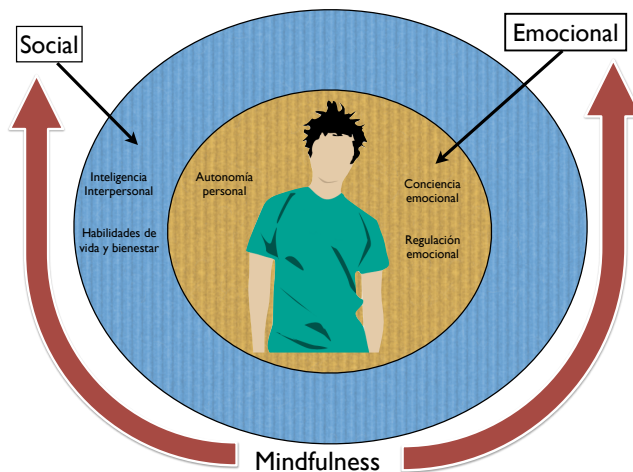 Social
Emocional
Inteligencia
Interpersonal
Habilidades de
vida y bienestar
Autonomía
personal
Conciencia
emocional
Regulación
emocional
Mindfulness